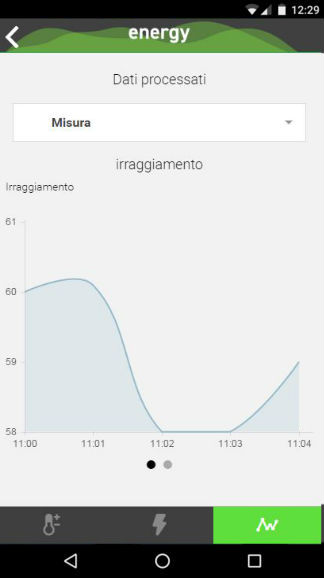 12:29
energy
Dati processati
Misura
irraggiamento
Irraggiamento
61
60
59
58
11:00 11:01 11:02 11:03 11:04